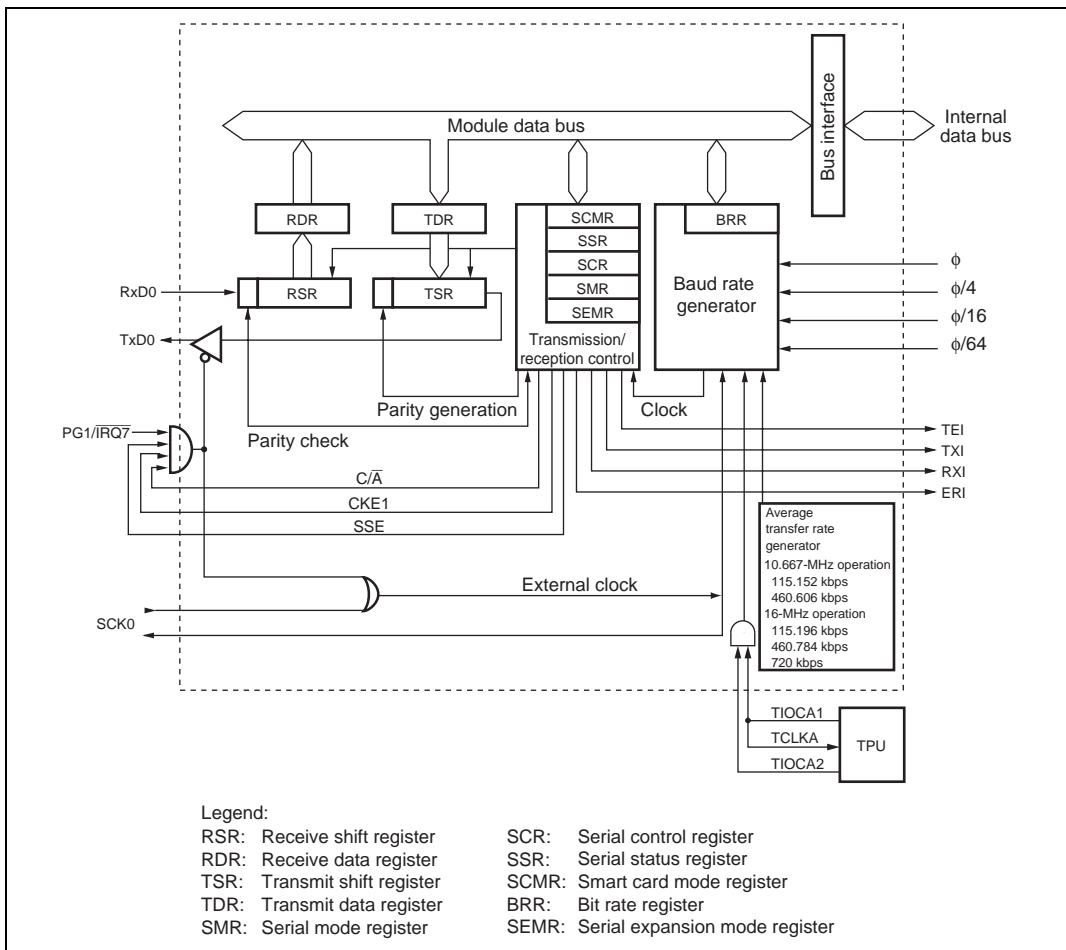 Module data bus
Bus interface
Internal
data bus
RDR
TDR
SCMR
SSR
SCR
SMR
SEMR
BRR
Baud rate
generator
RxD0
RSR
TSR
TxD0
Transmission/
reception control
ϕ
ϕ/4
ϕ/16
ϕ/64
Parity generation
Clock
Parity check
PG1/IRQ7
C/A
CKE1
SSE
TEI
TXI
RXI
ERI
Average
transfer rate
generator
10.667-MHz operation
115.152 kbps
460.606 kbps
16-MHz operation
115.196 kbps
460.784 kbps
720 kbps
External clock
SCK0
TIOCA1
TCLKA
TIOCA2
TPU
Legend:
RSR: Receive shift register
RDR: Receive data register
TSR: Transmit shift register
TDR: Transmit data register
SMR: Serial mode register
SCR: Serial control register
SSR: Serial status register
SCMR: Smart card mode register
BRR: Bit rate register
SEMR: Serial expansion mode register